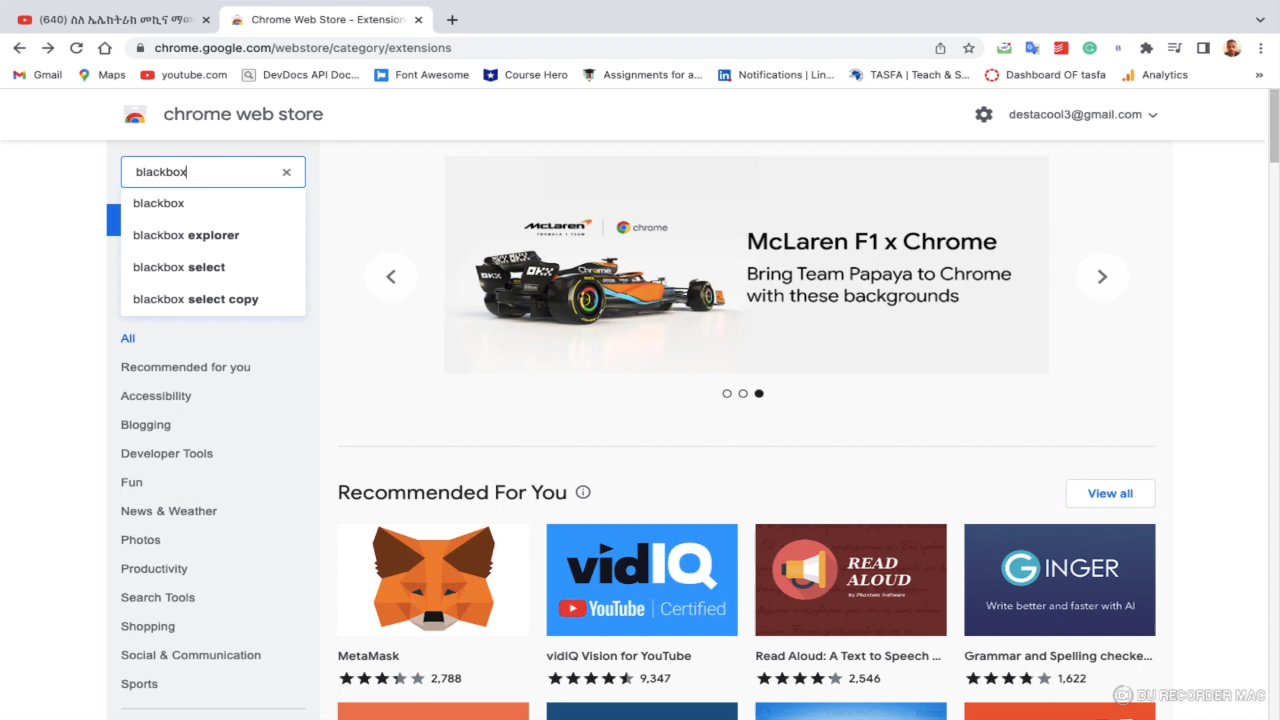 (640) ስለ ኤሌክትሪክ መኪና
Chrome Web Store - Extension
chrome.google.com/webstore/category/extensions
Gmail
Maps
youtube.com
DevDocs API Doc...
Font Awesome
Course Hero
Assignments for a...
Notifications | Lin...
TASFA | Teach & S...
Dashboard OF tasfa
Analytics
chrome web store
destacool3@gmail.com
blackbox
blackbox
blackbox explorer
blackbox select
blackbox select copy
All
Recommended for you
Accessibility
Blogging
Developer Tools
Fun
News & Weather
Photos
Productivity
Search Tools
Shopping
Social & Communication
Sports
McLaren
chrome
McLaren F1 x Chrome
Bring Team Papaya to Chrome
with these backgrounds
Recommended For You
View all
vidIQ
YouTube | Certified
READ
ALOUD
GINGER
Write better and faster with AI
MetaMask
vidIQ Vision for YouTube
Read Aloud: A Text to Speech ...
Grammar and Spelling checke...
2,788
9,347
2,546
1,622
DU RECORDER MAC